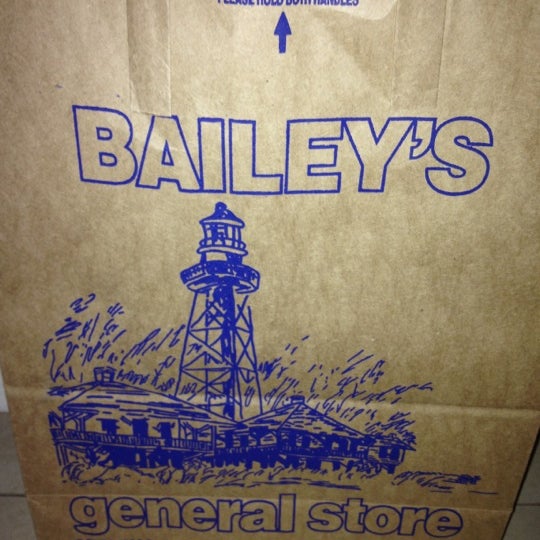 PLEASE HOLD BOTH HANDLES
BAILEY'S
general store